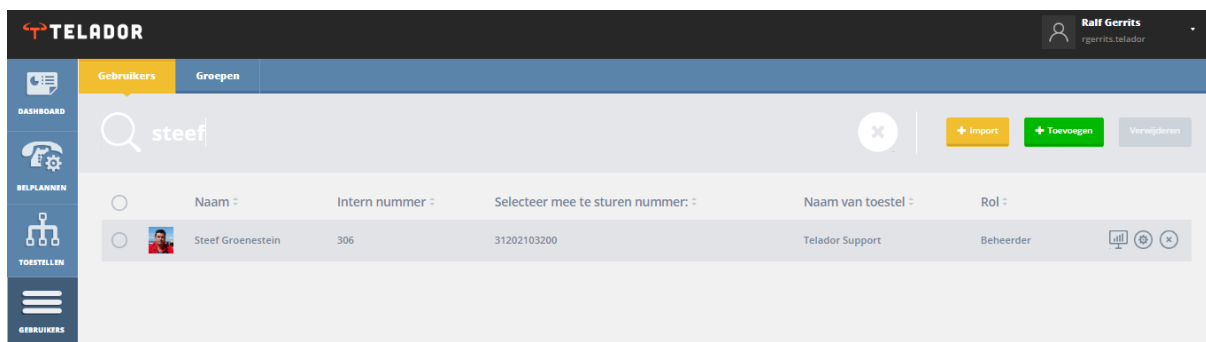 TELADOR
Ralf Gerrits
rgerrits.telador
DASHBOARD
BELPLANNEN
TOESTELLEN
GEBRUIKERS
Gebruikers Groepen
steef
+ Import + Toevoegen Verwijderen
Naam Intern nummer Selecteer mee te sturen nummer: Naam van toestel Rol
Steef Groenestein 306 31202103200 Telador Support Beheerder